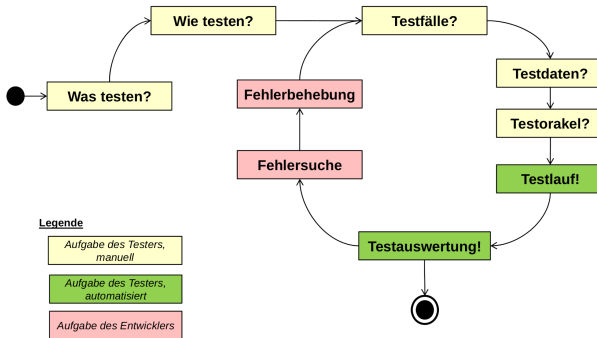 Wie testen?
Testfälle?
Was testen?
Fehlerbehebung
Testdaten?
Testorakel?
Fehlersuche
Testlauf!
Testauswertung!
Legende
Aufgabe des Testers,
manuell
Aufgabe des Testers,
automatisiert
Aufgabe des Entwicklers